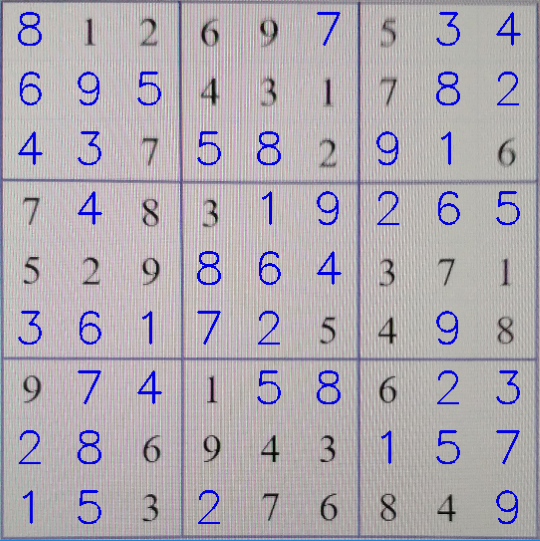 8 1 2 6 9 7 5 3 4
6 9 5 4 3 1 7 8 2
4 3 7 5 8 2 9 1 6
7 4 8 3 1 9 2 6 5
5 2 9 8 6 4 3 7 1
3 6 1 7 2 5 4 9 8
9 7 4 1 5 8 6 2 3
2 8 6 9 4 3 1 5 7
1 5 3 2 7 6 8 4 9